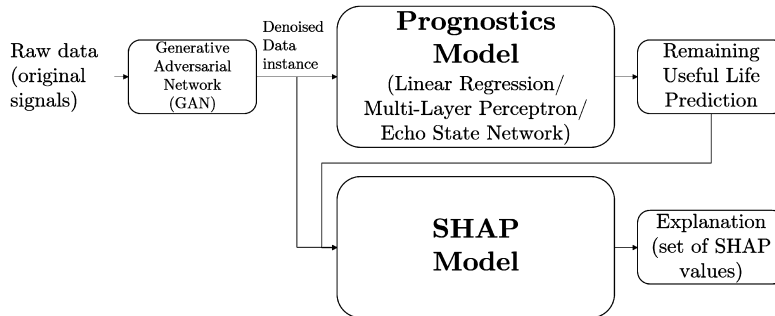 Raw data
(original
signals)
Generative
Adversarial
Network
(GAN)
Denoised
Data
instance
Prognostics
Model
(Linear Regression/
Multi-Layer Perceptron/
Echo State Network)
Remaining
Useful Life
Prediction
SHAP
Model
Explanation
(set of SHAP
values)